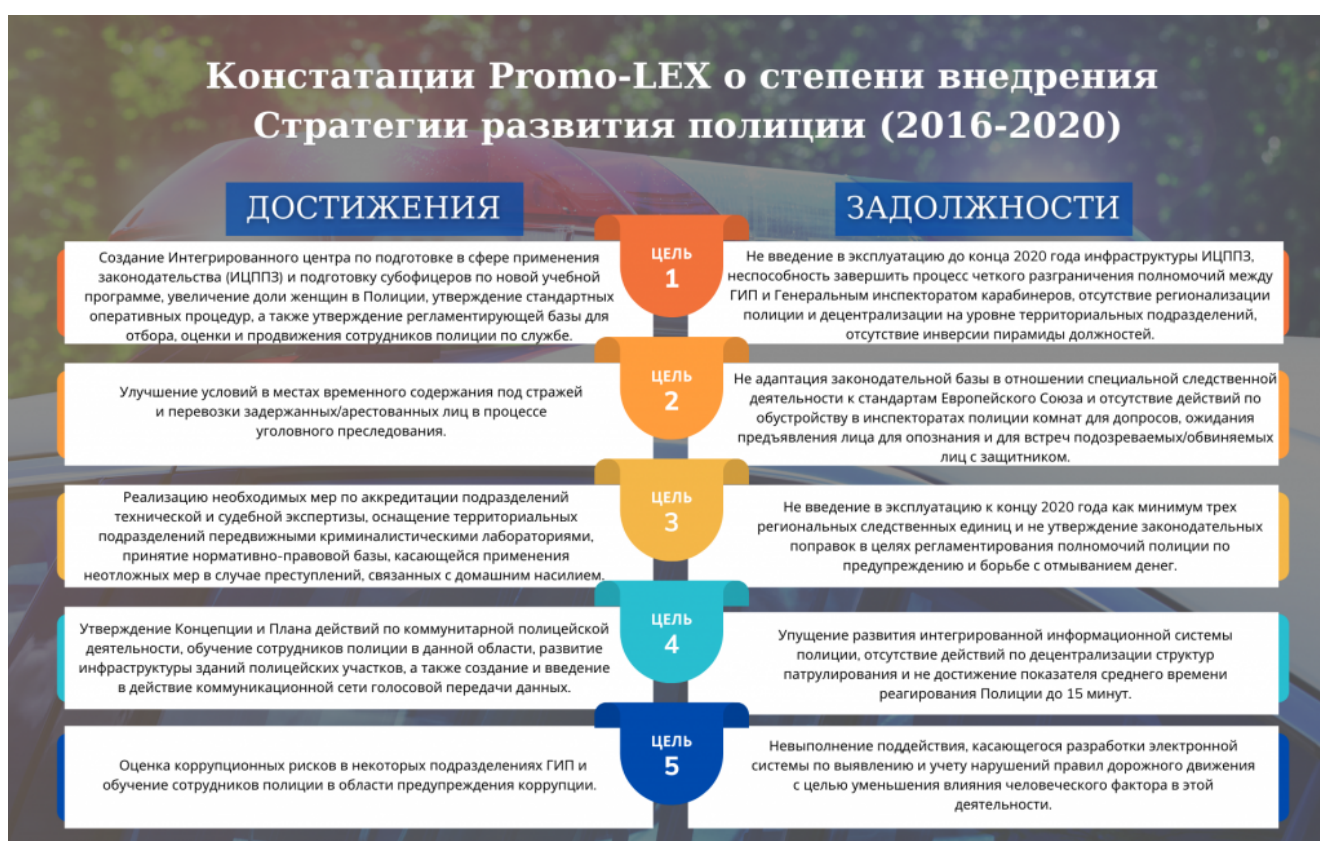 Констатации Promo-LEX о степени внедрения
Стратегии развития полиции (2016-2020)
ДОСТИЖЕНИЯ
ЗАДОЛЖНОСТИ
ЦЕЛЬ
1
Создание Интегрированного центра по подготовке в сфере применения
законодательства (ИЦППЗ) и подготовку субофицеров по новой учебной
программе, увеличение доли женщин в Полиции, утверждение стандартных
оперативных процедур, а также утверждение регламентирующей базы для
отбора, оценки и продвижения сотрудников полиции по службе.
Не введение в эксплуатацию до конца 2020 года инфраструктуры ИЦППЗ,
неспособность завершить процесс четкого разграничения полномочий между
ГИП и Генеральным инспекторатом карабинеров, отсутствие регионализации
полиции и децентрализации на уровне территориальных подразделений,
отсутствие инверсии пирамиды должностей.
ЦЕЛЬ
2
Улучшение условий в местах временного содержания под стражей
и перевозки задержанных/арестованных лиц в процессе
уголовного преследования.
Не адаптация законодательной базы в отношении специальной следственной
деятельности к стандартам Европейского Союза и отсутствие действий по
обустройству в инспекторатах полиции комнат для допросов, ожидания
предъявления лица для опознания и для встреч подозреваемых/обвиняемых
лиц с защитником.
ЦЕЛЬ
3
Реализацию необходимых мер по аккредитации подразделений
технической и судебной экспертизы, оснащение территориальных
подразделений передвижными криминалистическими лабораториями,
принятие нормативно-правовой базы, касающейся применения
неотложных мер в случае преступлений, связанных с домашним насилием.
Не введение в эксплуатацию к концу 2020 года как минимум трех
региональных следственных единиц и не утверждение законодательных
поправок в целях регламентирования полномочий полиции по
предупреждению и борьбе с отмыванием денег.
ЦЕЛЬ
4
Утверждение Концепции и Плана действий по коммунитарной полицейской
деятельности, обучение сотрудников полиции в данной области, развитие
инфраструктуры зданий полицейских участков, а также создание и введение
в действие коммуникационной сети голосовой передачи данных.
Упущение развития интегрированной информационной системы
полиции, отсутствие действий по децентрализации структур
патрулирования и не достижение показателя среднего времени
реагирования Полиции до 15 минут.
ЦЕЛЬ
5
Оценка коррупционных рисков в некоторых подразделениях ГИП и
обучение сотрудников полиции в области предупреждения коррупции.
Невыполнение поддействия, касающегося разработки электронной
системы по выявлению и учету нарушений правил дорожного движения
с целью уменьшения влияния человеческого фактора в этой
деятельности.